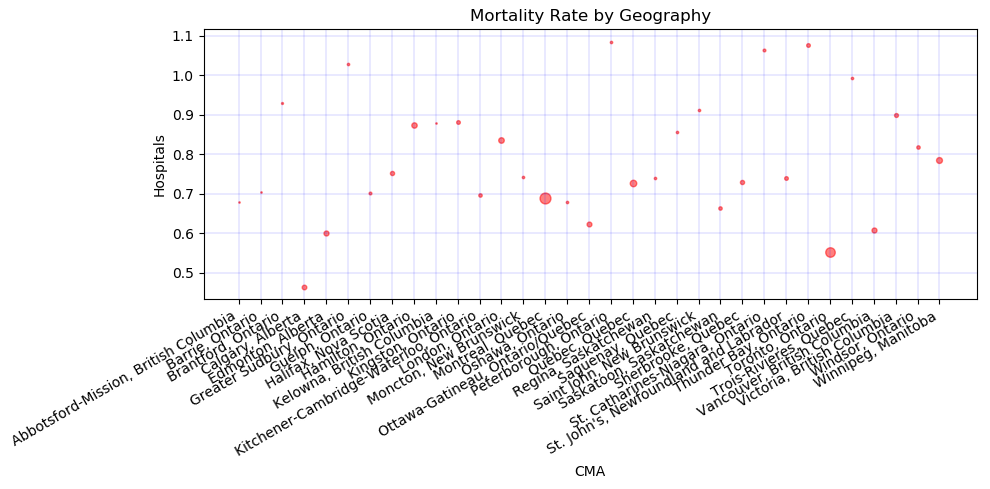 Mortality Rate by Geography
Hospitals
1.1
1.0
0.9
0.8
0.7
0.6
0.5
Abbotsford-Mission, British Columbia
Barrie, Ontario
Brantford, Ontario
Calgary, Alberta
Edmonton, Alberta
Greater Sudbury, Ontario
Guelph, Ontario
Halifax, Nova Scotia
Hamilton, Ontario
Kelowna, British Columbia
Kingston, Ontario
Kitchener-Cambridge-Waterloo, Ontario
London, Ontario
Moncton, New Brunswick
Montréal, Quebec
Oshawa, Ontario
Ottawa-Gatineau, Ontario/Quebec
Peterborough, Ontario
Québec, Quebec
Regina, Saskatchewan
Saguenay, Quebec
Saint John, New Brunswick
Saskatoon, Saskatchewan
Sherbrooke, Quebec
St. Catharines-Niagara, Ontario
St. John's, Newfoundland and Labrador
Thunder Bay, Ontario
Toronto, Ontario
Trois-Rivières, Quebec
Vancouver, British Columbia
Victoria, British Columbia
Windsor, Ontario
Winnipeg, Manitoba
CMA